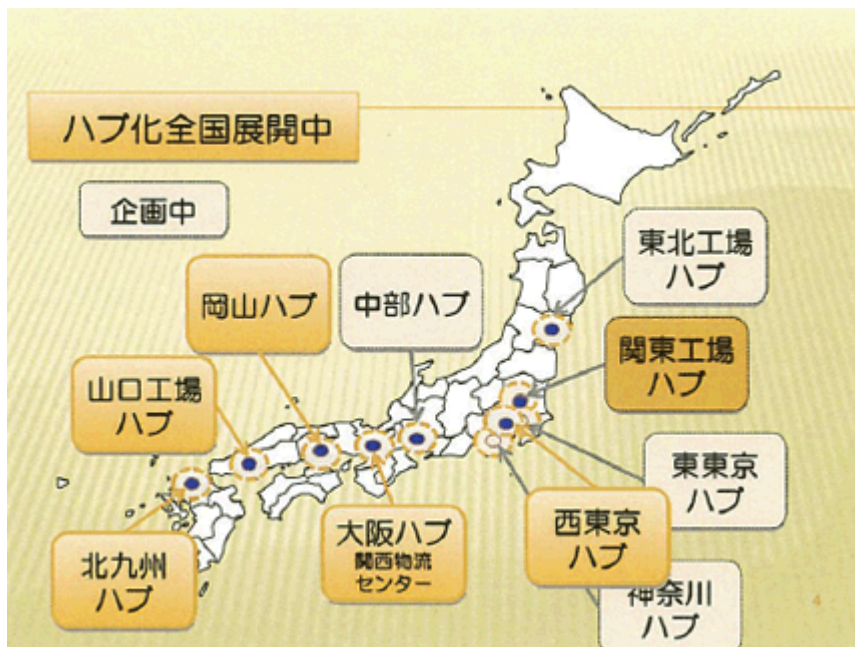 ハブ化全国展開中
企画中
東北工場
ハブ
岡山ハブ
中部ハブ
関東工場
ハブ
山口工場
ハブ
東東京
ハブ
西東京
ハブ
大阪ハブ
関西物流
センター
北九州
ハブ
神奈川
ハブ
4